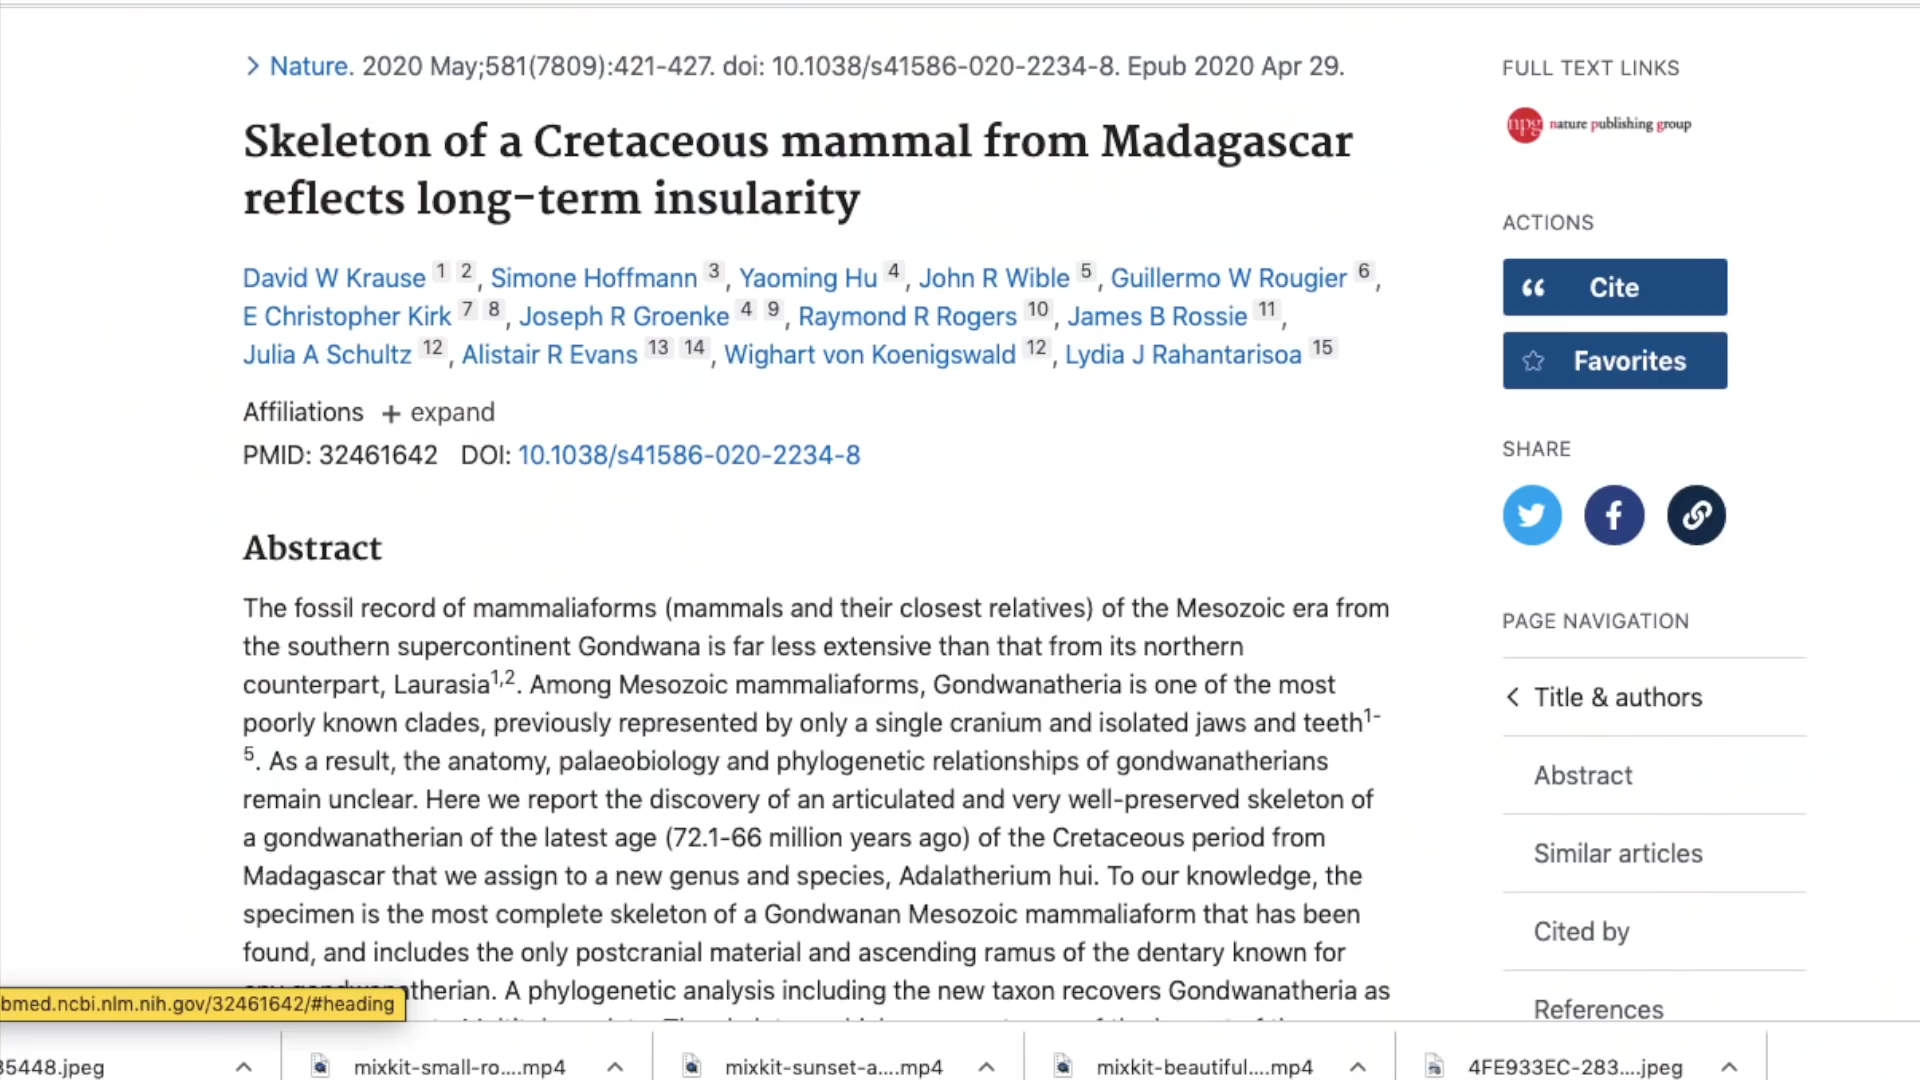 Nature. 2020 May;581(7809):421-427. doi: 10.1038/s41586-020-2234-8. Epub 2020 Apr 29.
Skeleton of a Cretaceous mammal from Madagascar
reflects long-term insularity
David W Krause 1 2, Simone Hoffmann 3, Yaoming Hu 4, John R Wible 5, Guillermo W Rougier 6,
E Christopher Kirk 7 8, Joseph R Groenke 4 9, Raymond R Rogers 10, James B Rossie 11,
Julia A Schultz 12, Alistair R Evans 13 14, Wighart von Koenigswald 12, Lydia J Rahantarisoa 15
Affiliations + expand
PMID: 32461642 DOI: 10.1038/s41586-020-2234-8
Abstract
The fossil record of mammaliaforms (mammals and their closest relatives) of the Mesozoic era from
the southern supercontinent Gondwana is far less extensive than that from its northern
counterpart, Laurasia1,2. Among Mesozoic mammaliaforms, Gondwanatheria is one of the most
poorly known clades, previously represented by only a single cranium and isolated jaws and teeth1-
5. As a result, the anatomy, palaeobiology and phylogenetic relationships of gondwanatherians
remain unclear. Here we report the discovery of an articulated and very well-preserved skeleton of
a gondwanatherian of the latest age (72.1-66 million years ago) of the Cretaceous period from
Madagascar that we assign to a new genus and species, Adalatherium hui. To our knowledge, the
specimen is the most complete skeleton of a Gondwanan Mesozoic mammaliaform that has been
found, and includes the only postcranial material and ascending ramus of the dentary known for
therian. A phylogenetic analysis including the new taxon recovers Gondwanatheria as
FULL TEXT LINKS
npg nature publishing group
ACTIONS
Cite
Favorites
SHARE
PAGE NAVIGATION
Title & authors
Abstract
Similar articles
Cited by
References
bmed.ncbi.nlm.nih.gov/32461642/#heading
35448.jpeg
mixkit-small-ro....mp4
mixkit-sunset-a....mp4
mixkit-beautiful....mp4
4FE933EC-283....jpeg